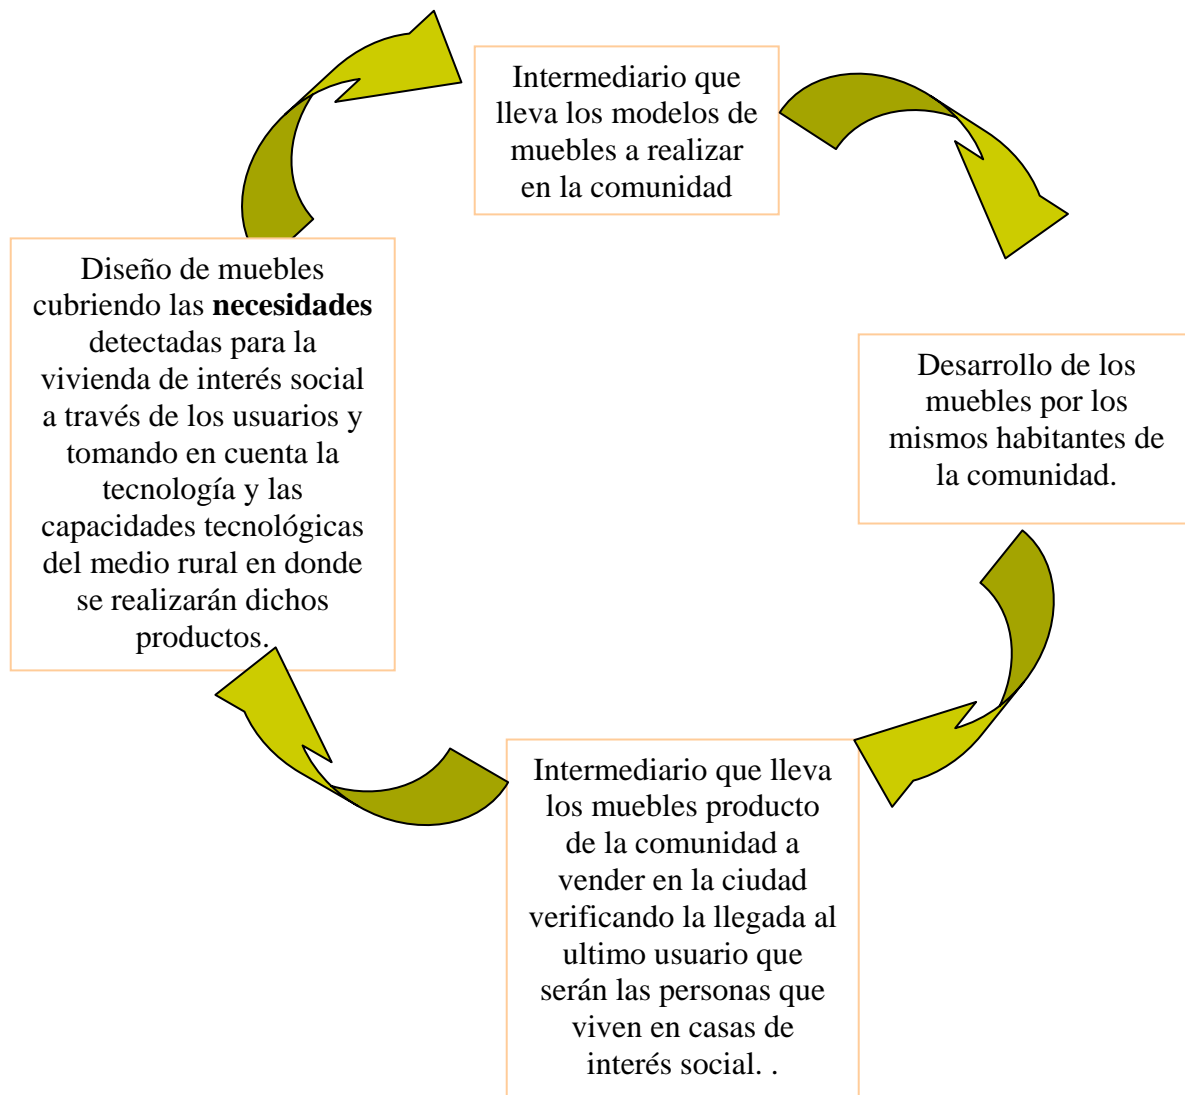 Intermediario que
lleva los modelos de
muebles a realizar
en la comunidad
Diseño de muebles
cubriendo las necesidades
detectadas para la
vivienda de interés social
a través de los usuarios y
tomando en cuenta la
tecnología y las
capacidades tecnológicas
del medio rural en donde
se realizarán dichos
productos.
Desarrollo de los
muebles por los
mismos habitantes de
la comunidad.
Intermediario que lleva
los muebles producto
de la comunidad a
vender en la ciudad
verificando la llegada al
ultimo usuario que
serán las personas que
viven en casas de
interés social. .